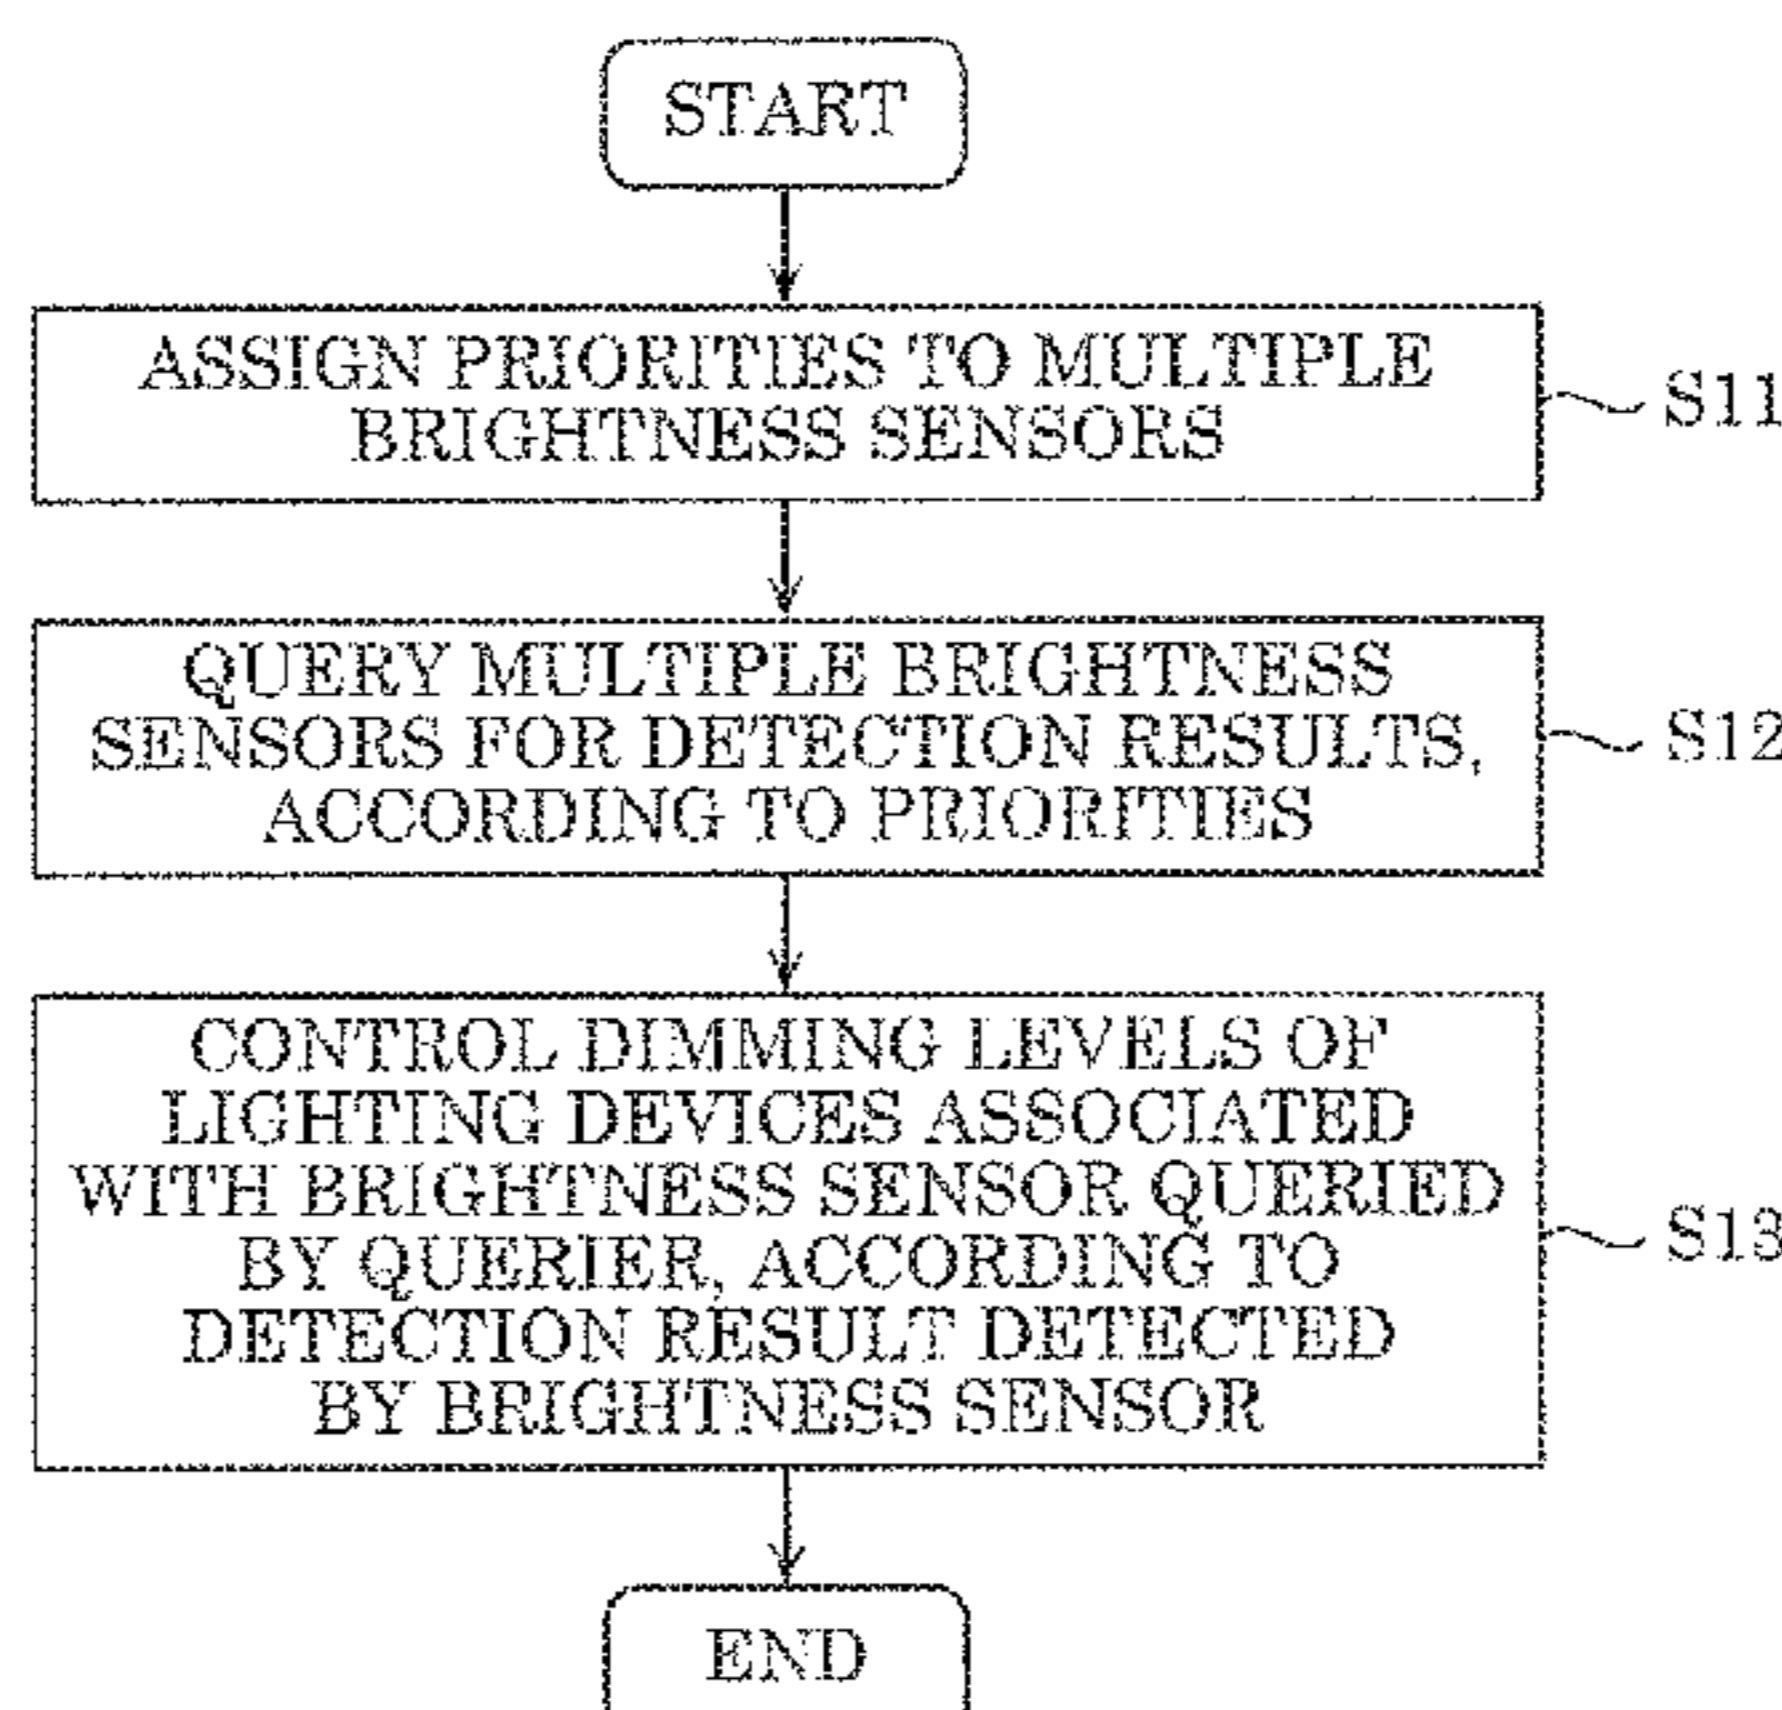 START
ASSIGN PRIORITIES TO MULTIPLE
BRIGHTNESS SENSORS
S11
QUERY MULTIPLE BRIGHTNESS
SENSORS FOR DETECTION RESULTS,
ACCORDING TO PRIORITIES
S12
CONTROL DIMMING LEVELS OF
LIGHTING DEVICES ASSOCIATED
WITH BRIGHTNESS SENSOR QUERIED
BY QUERIER, ACCORDING TO
DETECTION RESULT DETECTED
BY BRIGHTNESS SENSOR
S13
END